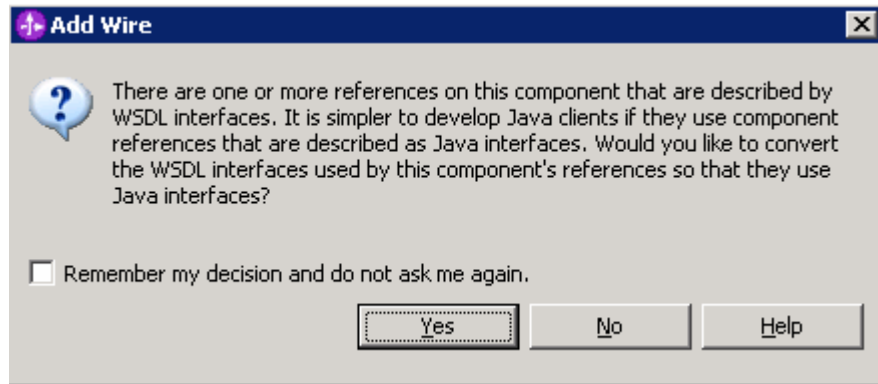 Add Wire
There are one or more references on this component that are described by
WSDL interfaces. It is simpler to develop Java clients if they use component
references that are described as Java interfaces. Would you like to convert
the WSDL interfaces used by this component's references so that they use
Java interfaces?
Remember my decision and do not ask me again.
Yes No Help